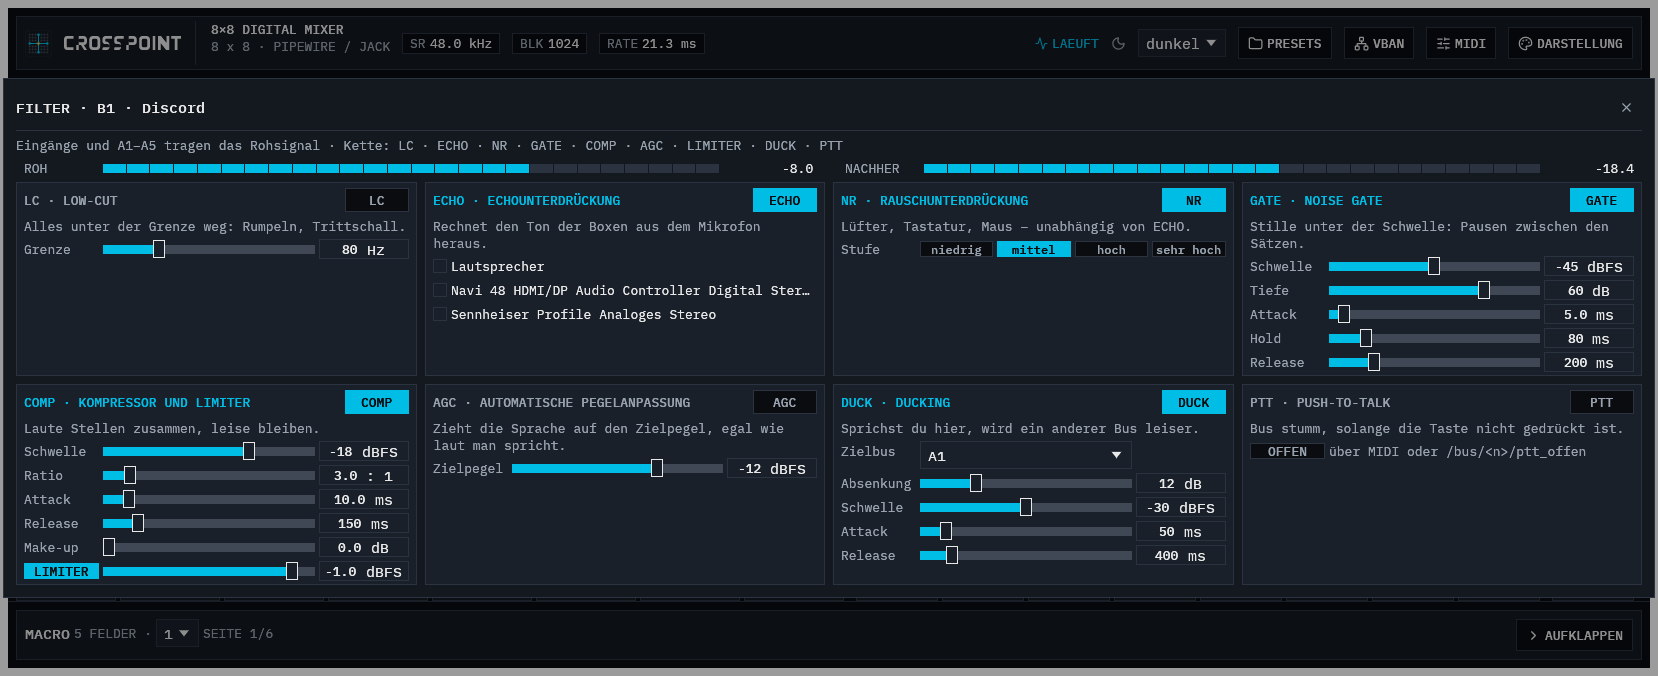 CROSSPOINT
8×8 DIGITAL MIXER
8 x 8 · PIPEWIRE / JACK
SR 48.0 kHz
BLK 1024
RATE 21.3 ms
LAEUFT
dunkel
PRESETS
VBAN
MIDI
DARSTELLUNG
FILTER · B1 · Discord
×
Eingänge und A1–A5 tragen das Rohsignal · Kette: LC · ECHO · NR · GATE · COMP · AGC · LIMITER · DUCK · PTT
ROH -8.0
NACHHER -18.4
LC · LOW-CUT LC
Alles unter der Grenze weg: Rumpeln, Trittschall.
Grenze 80 Hz
ECHO · ECHOUNTERDRÜCKUNG ECHO
Rechnet den Ton der Boxen aus dem Mikrofon
heraus.
Lautsprecher
Navi 48 HDMI/DP Audio Controller Digital Ster…
Sennheiser Profile Analoges Stereo
NR · RAUSCHUNTERDRÜCKUNG NR
Lüfter, Tastatur, Maus – unabhängig von ECHO.
Stufe niedrig mittel hoch sehr hoch
GATE · NOISE GATE GATE
Stille unter der Schwelle: Pausen zwischen den
Sätzen.
Schwelle -45 dBFS
Tiefe 60 dB
Attack 5.0 ms
Hold 80 ms
Release 200 ms
COMP · KOMPRESSOR UND LIMITER COMP
Laute Stellen zusammen, leise bleiben.
Schwelle -18 dBFS
Ratio 3.0 : 1
Attack 10.0 ms
Release 150 ms
Make-up 0.0 dB
LIMITER -1.0 dBFS
AGC · AUTOMATISCHE PEGELANPASSUNG AGC
Zieht die Sprache auf den Zielpegel, egal wie
laut man spricht.
Zielpegel -12 dBFS
DUCK · DUCKING DUCK
Sprichst du hier, wird ein anderer Bus leiser.
Zielbus A1
Absenkung 12 dB
Schwelle -30 dBFS
Attack 50 ms
Release 400 ms
PTT · PUSH-TO-TALK PTT
Bus stumm, solange die Taste nicht gedrückt ist.
OFFEN über MIDI oder /bus/<n>/ptt_offen
MACRO 5 FELDER · 1 SEITE 1/6
AUFKLAPPEN